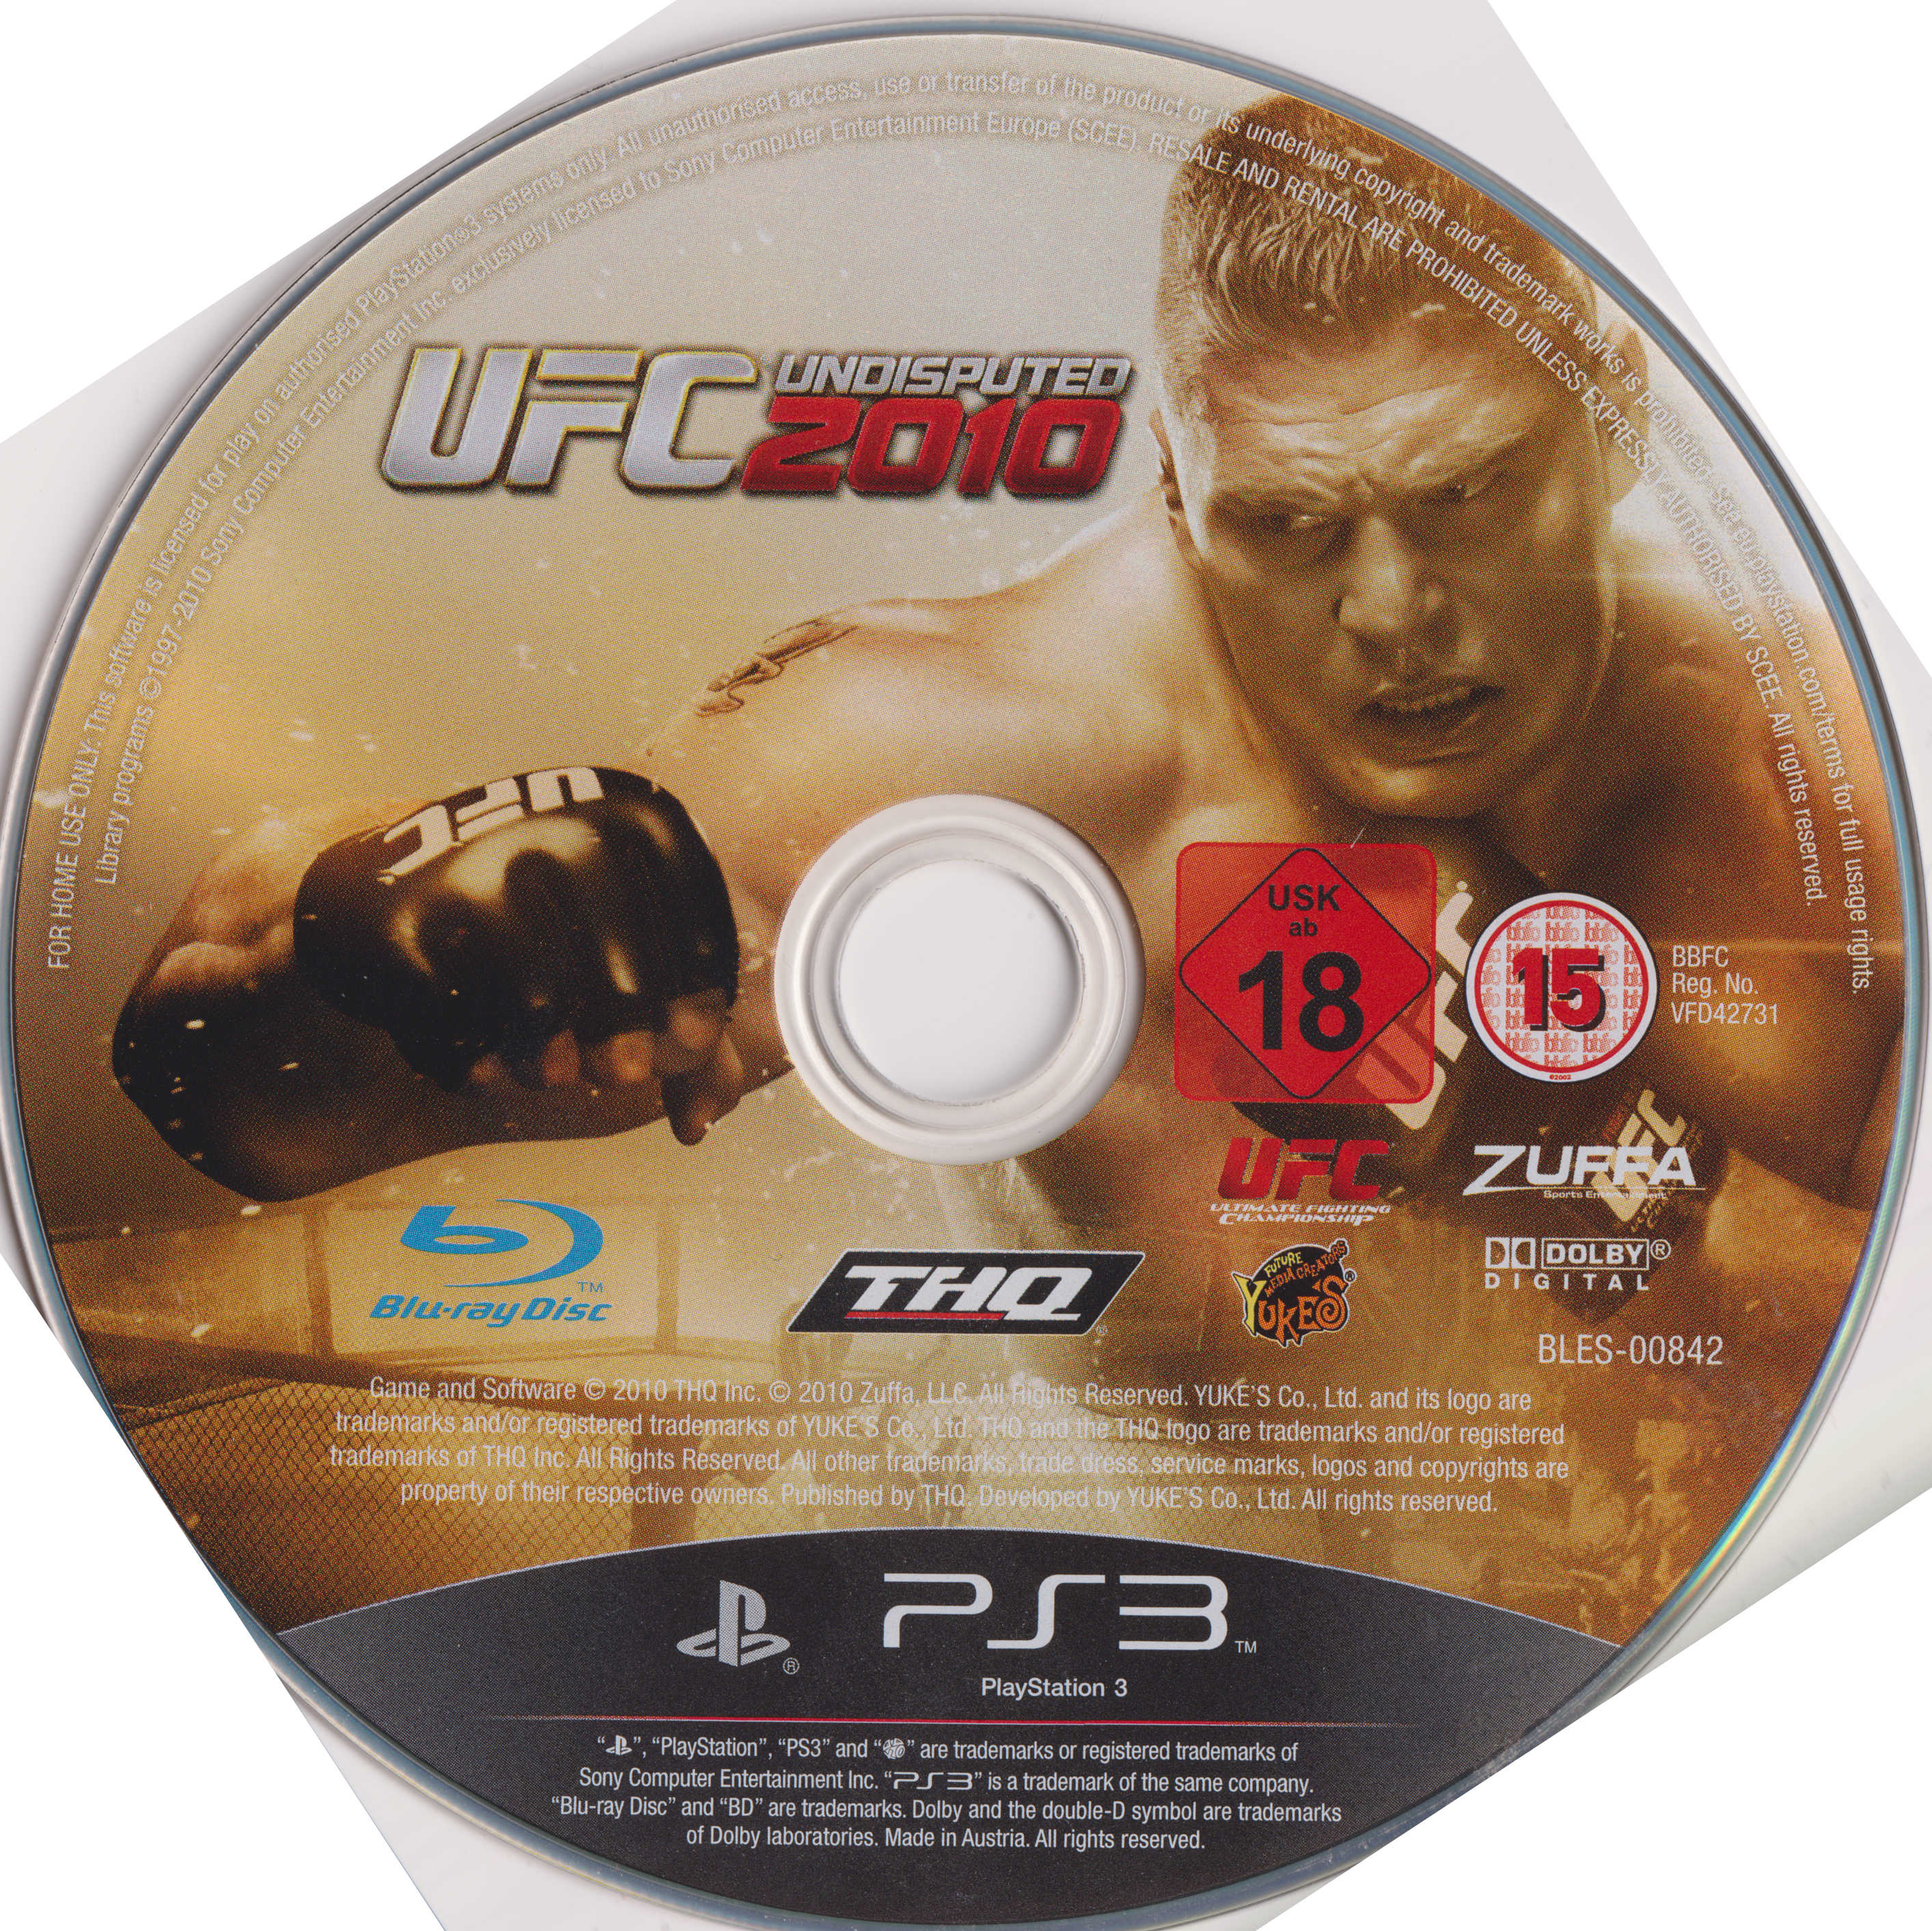 FOR HOME USE ONLY. This software is licensed for play on authorised PlayStation®3 systems only. All unauthorised access, use or transfer of the product or its underlying copyright and trademark works is prohibited. See eu.playstation.com/terms for full usage rights.
Library programs ©1997-2010 Sony Computer Entertainment Inc. exclusively licensed to Sony Computer Entertainment Europe (SCEE). RESALE AND RENTAL ARE PROHIBITED UNLESS EXPRESSLY AUTHORISED BY SCEE. All rights reserved.
UFC UNDISPUTED
2010
UFC
USK
ab
18
UFC
bbfc
15
©2002
BBFC
Reg. No.
VFD42731
UFC
UFC
ULTIMATE FIGHTING
CHAMPIONSHIP
ZUFFA
Sports Entertainment
Blu-ray Disc™
THQ®
FUTURE
MEDIA CREATORS
YUKE'S®
DOLBY®
DIGITAL
BLES-00842
Game and Software © 2010 THQ Inc. © 2010 Zuffa, LLC. All Rights Reserved. YUKE'S Co., Ltd. and its logo are
trademarks and/or registered trademarks of YUKE'S Co., Ltd. THQ and the THQ logo are trademarks and/or registered
trademarks of THQ Inc. All Rights Reserved. All other trademarks, trade dress, service marks, logos and copyrights are
property of their respective owners. Published by THQ. Developed by YUKE'S Co., Ltd. All rights reserved.
® PS3™
PlayStation 3
“ ”, “PlayStation”, “PS3” and “ ” are trademarks or registered trademarks of
Sony Computer Entertainment Inc. “PS3” is a trademark of the same company.
“Blu-ray Disc” and “BD” are trademarks. Dolby and the double-D symbol are trademarks
of Dolby laboratories. Made in Austria. All rights reserved.